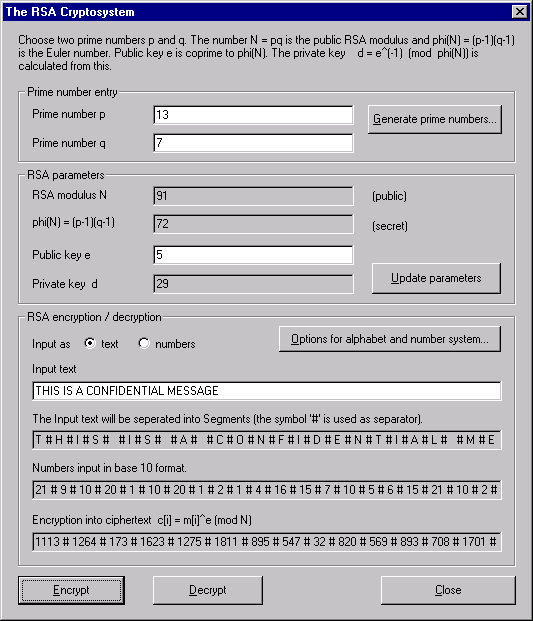 The RSA Cryptosystem
Choose two prime numbers p and q. The number N = pq is the public RSA modulus and phi(N) = (p-1)(q-1)
is the Euler number. Public key e is coprime to phi(N). The private key d = e^(-1) (mod phi(N)) is
calculated from this.
Prime number entry
Prime number p 13 Generate prime numbers...
Prime number q 7
RSA parameters
RSA modulus N 91 (public)
phi(N) = (p-1)(q-1) 72 (secret)
Public key e 5
Private key d 29 Update parameters
RSA encryption / decryption
Input as text numbers Options for alphabet and number system...
Input text
THIS IS A CONFIDENTIAL MESSAGE
The Input text will be seperated into Segments (the symbol '#' is used as separator).
T # H # I # S # # I # S # # A # # C # O # N # F # I # D # E # N # T # I # A # L # # M # E
Numbers input in base 10 format.
21 # 9 # 10 # 20 # 1 # 10 # 20 # 1 # 2 # 1 # 4 # 16 # 15 # 7 # 10 # 5 # 6 # 15 # 21 # 10 # 2 #
Encryption into ciphertext c[i] = m[i]^e (mod N)
1113 # 1264 # 173 # 1623 # 1275 # 1811 # 895 # 547 # 32 # 820 # 569 # 893 # 708 # 1701 #
Encrypt Decrypt Close